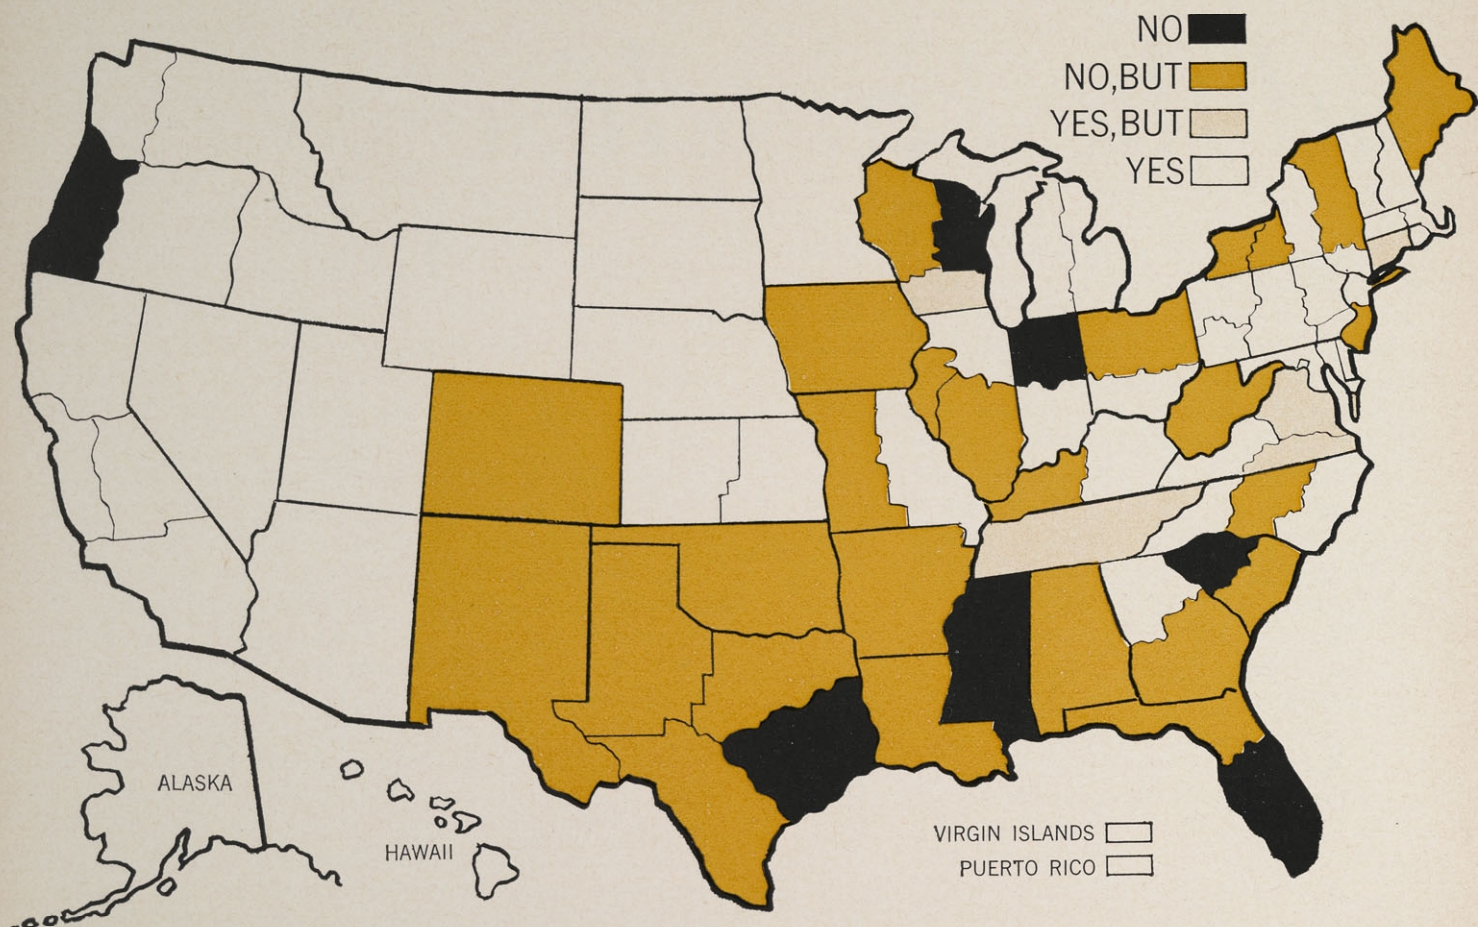 NO
NO,BUT
YES,BUT
YES
ALASKA
HAWAII
VIRGIN ISLANDS
PUERTO RICO